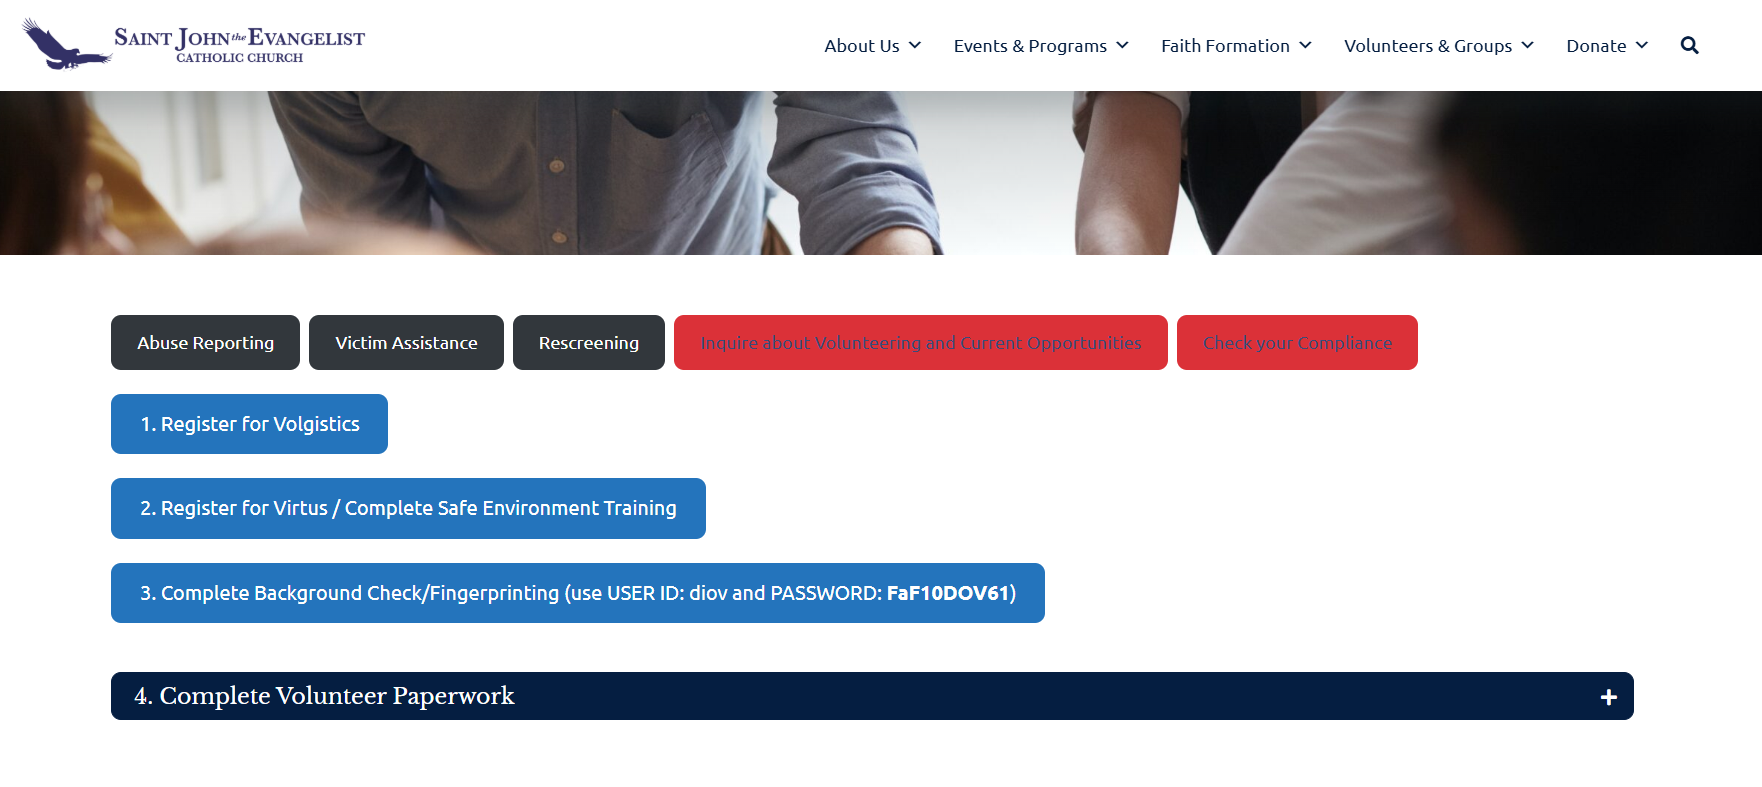 SAINT JOHN the EVANGELIST
CATHOLIC CHURCH
About Us
Events & Programs
Faith Formation
Volunteers & Groups
Donate
Abuse Reporting
Victim Assistance
Rescreening
Inquire about Volunteering and Current Opportunities
Check your Compliance
1. Register for Volgistics
2. Register for Virtus / Complete Safe Environment Training
3. Complete Background Check/Fingerprinting (use USER ID: diov and PASSWORD: FaF10DOV61)
4. Complete Volunteer Paperwork